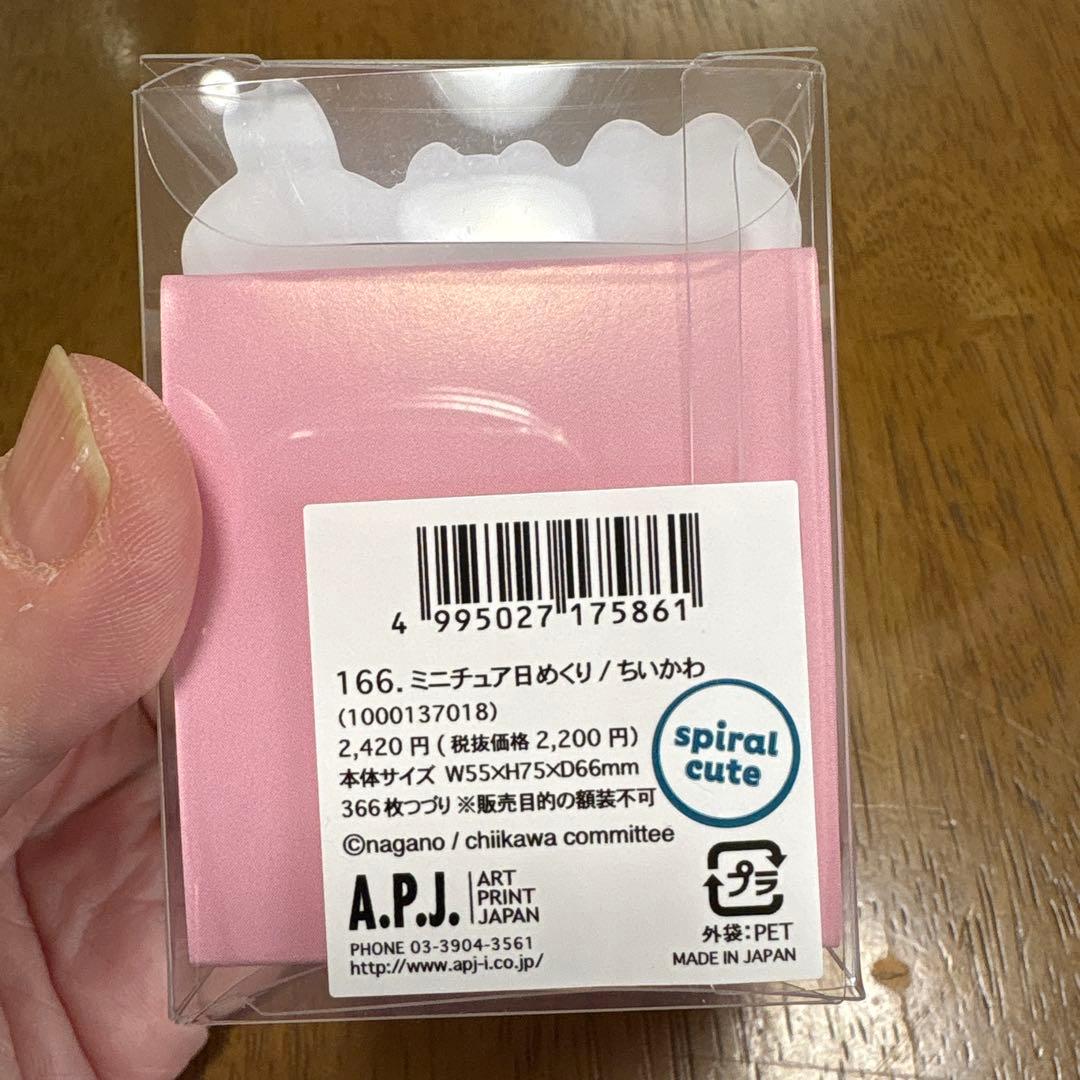 4 995027 175861
166. ミニチュア日めくり / ちいかわ
(1000137018)
2,420 円 ( 税抜価格 2,200 円)
本体サイズ W55×H75×D66mm
366 枚つづり ※販売目的の額装不可
spiral
cute
©nagano / chiikawa committee
A.P.J. ART PRINT JAPAN
PHONE 03-3904-3561
http://www.apj-i.co.jp/
プラ
外袋:PET
MADE IN JAPAN